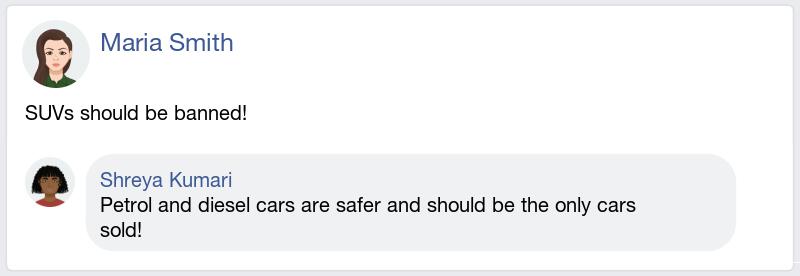 Maria Smith
SUVs should be banned!
Shreya Kumari
Petrol and diesel cars are safer and should be the only cars
sold!